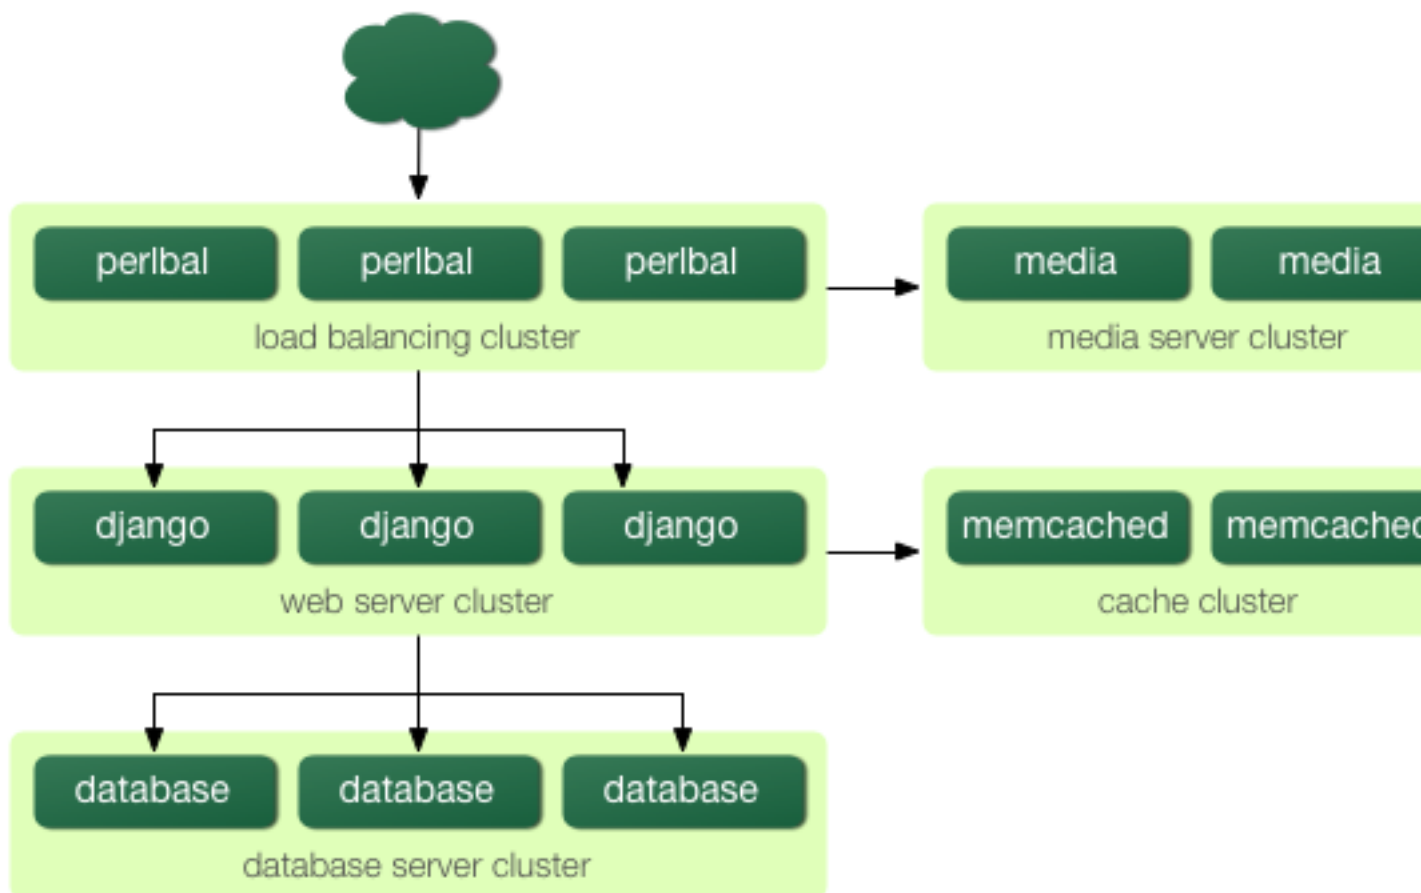 perlbal perlbal perlbal media media
load balancing cluster media server cluster
django django django memcached memcached
web server cluster cache cluster
database database database
database server cluster